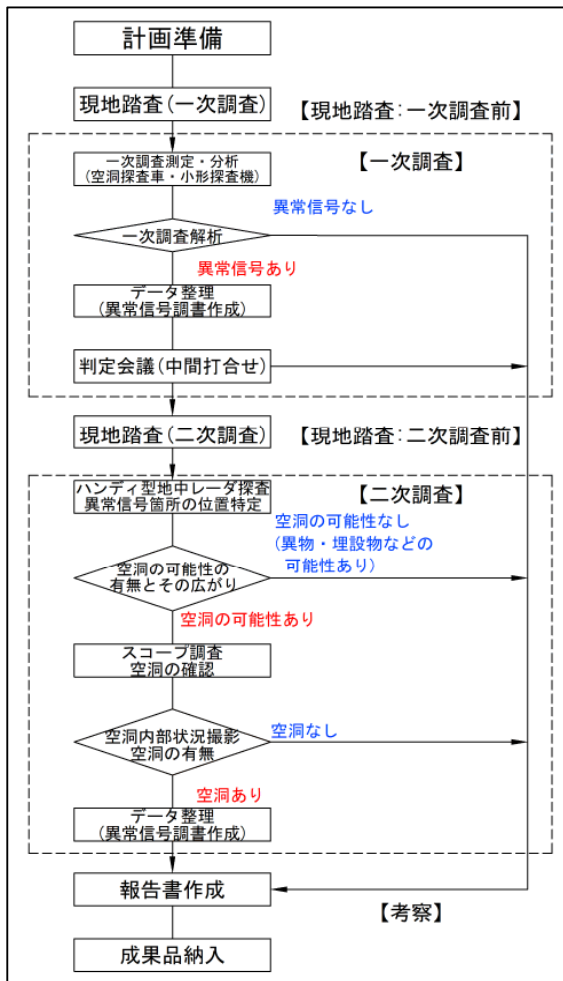 計画準備
現地踏査(一次調査)
【現地踏査:一次調査前】
【一次調査】
一次調査測定・分析
(空洞探査車・小形探査機)
異常信号なし
一次調査解析
異常信号あり
データ整理
(異常信号調書作成)
判定会議(中間打合せ)
現地踏査(二次調査)
【現地踏査:二次調査前】
【二次調査】
ハンディ型地中レーダ探査
異常信号箇所の位置特定
空洞の可能性なし
(異物・埋設物などの
可能性あり)
空洞の可能性の
有無とその広がり
空洞の可能性あり
スコープ調査
空洞の確認
空洞内部状況撮影
空洞の有無
空洞なし
空洞あり
データ整理
(異常信号調書作成)
報告書作成
【考察】
成果品納入